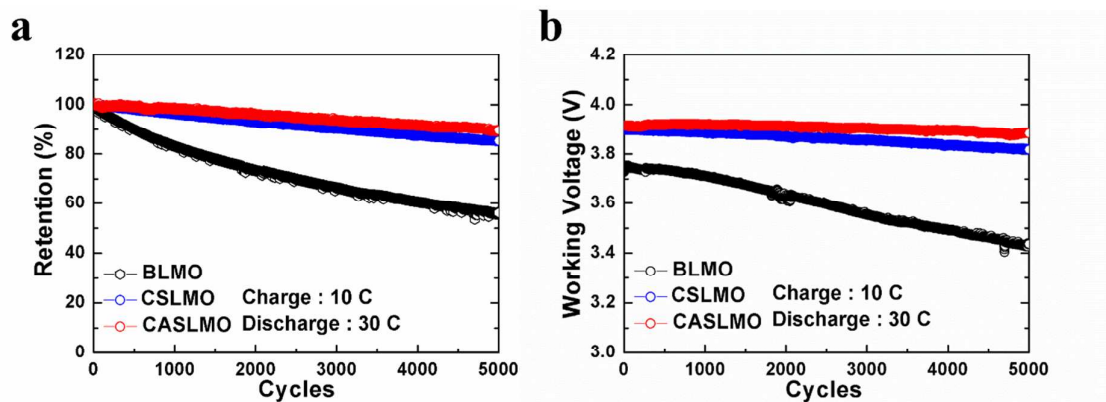 a
120
100
80
60
40
20
0
Retention (%)
BLMO
CSLMO Charge : 10 C
CASLMO Discharge : 30 C
0 1000 2000 3000 4000 5000
Cycles
b
4.2
4.0
3.8
3.6
3.4
3.2
3.0
Working Voltage (V)
BLMO
CSLMO Charge : 10 C
CASLMO Discharge : 30 C
0 1000 2000 3000 4000 5000
Cycles